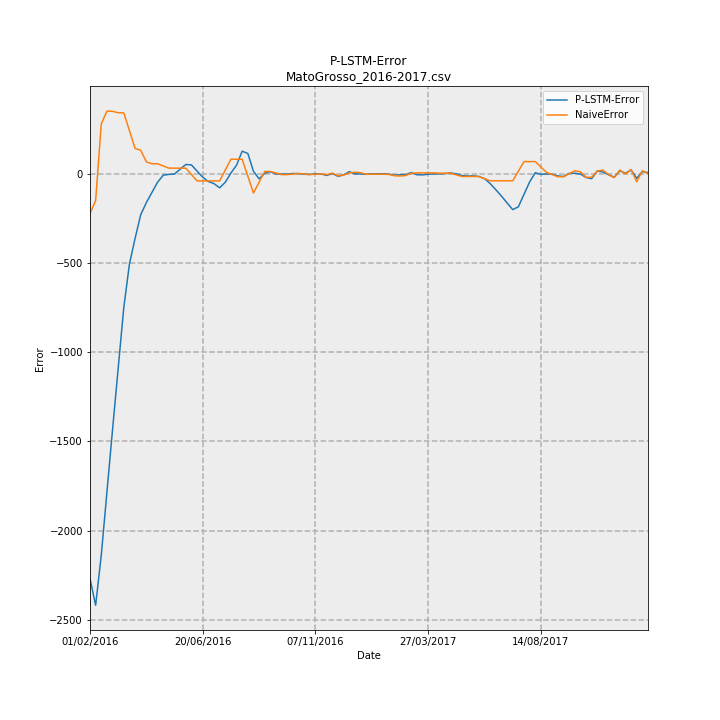 P-LSTM-Error
MatoGrosso_2016-2017.csv
P-LSTM-Error
NaiveError
0
−500
−1000
−1500
−2000
−2500
Error
01/02/2016
20/06/2016
07/11/2016
27/03/2017
14/08/2017
Date